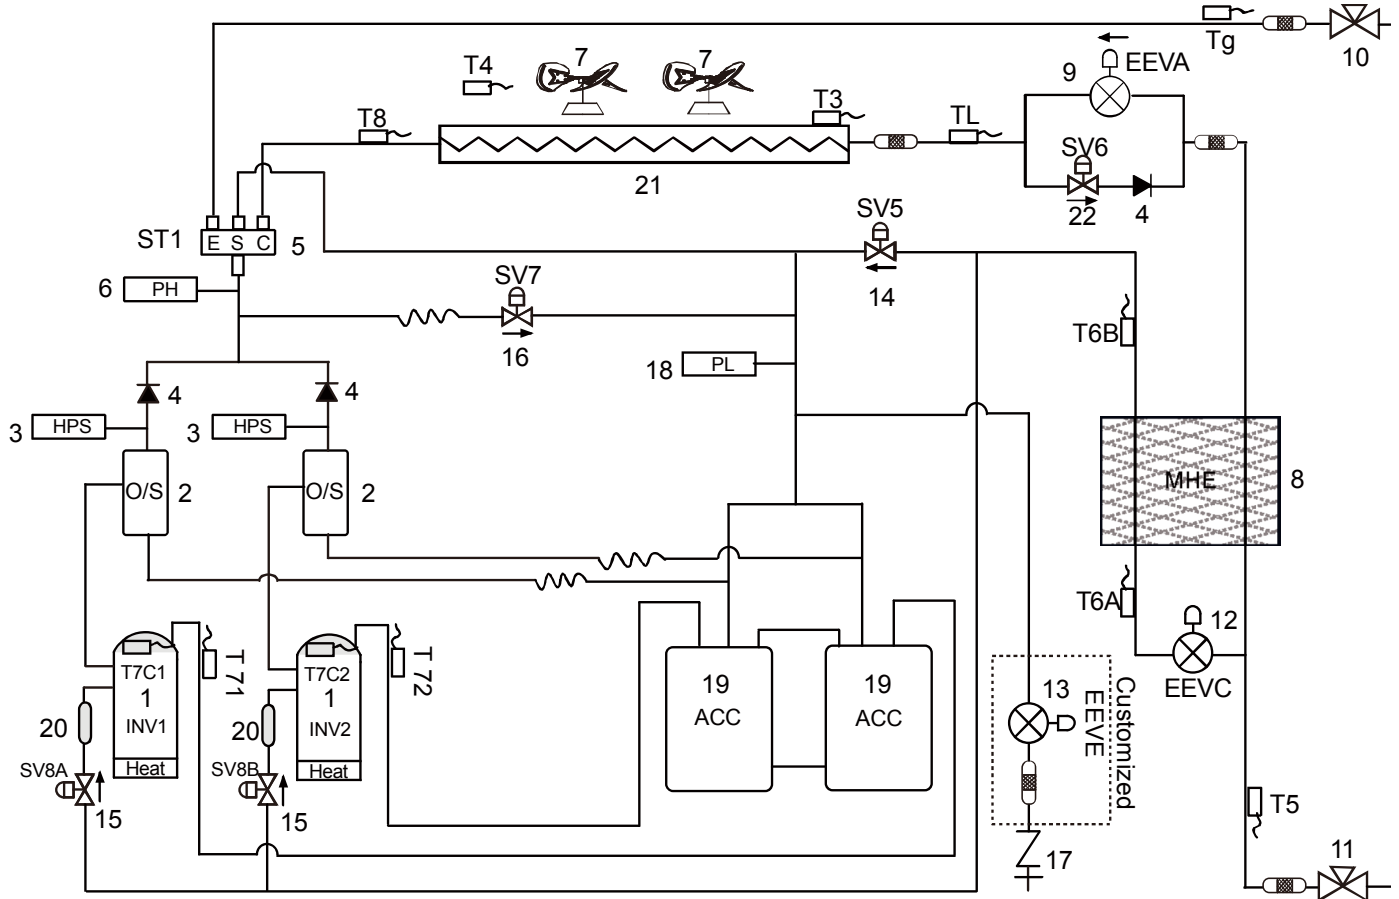 Tg
10
T4
7
7
9
EEVA
T8
T3
TL
SV6
21
22
4
ST1
E S C
5
SV5
14
6
PH
SV7
16
T6B
18
PL
4
4
3
HPS
3
HPS
O/S
2
O/S
2
MHE
8
T6A
12
EEVC
T7C1
1
INV1
Heat
T 71
T7C2
1
INV2
Heat
T 72
19
ACC
19
ACC
13
EEVE
Customized
20
20
SV8A
15
SV8B
15
T5
17
11